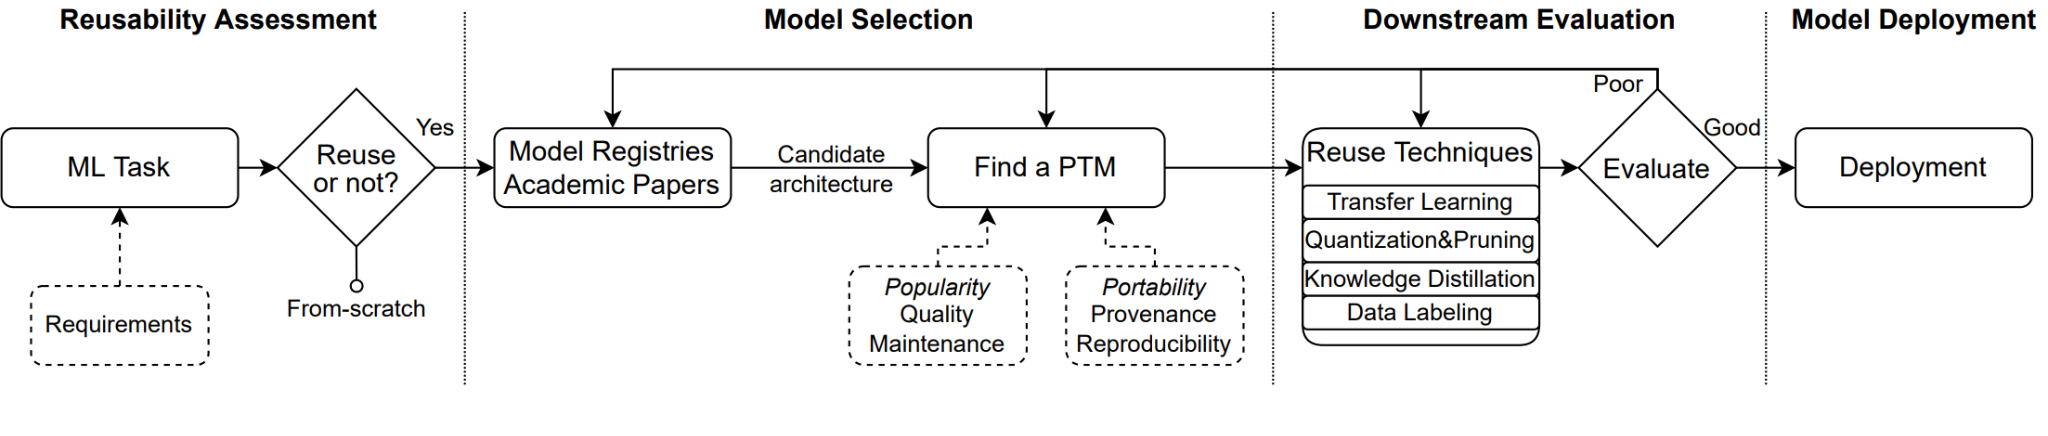 Reusability Assessment
Model Selection
Downstream Evaluation
Model Deployment
ML Task
Requirements
Reuse
or not?
Yes
From-scratch
Model Registries
Academic Papers
Candidate
architecture
Find a PTM
Popularity
Quality
Maintenance
Portability
Provenance
Reproducibility
Reuse Techniques
Transfer Learning
Quantization&Pruning
Knowledge Distillation
Data Labeling
Poor
Evaluate
Good
Deployment